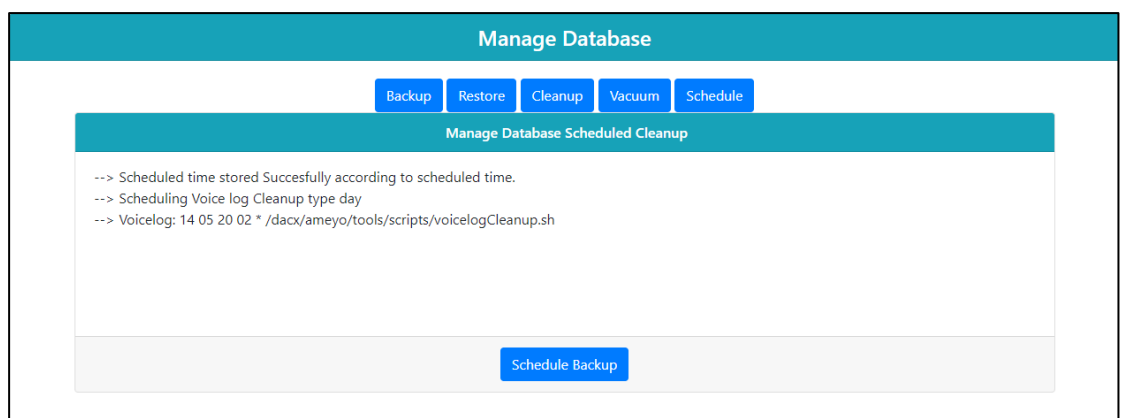 Manage Database
Backup Restore Cleanup Vacuum Schedule
Manage Database Scheduled Cleanup
--> Scheduled time stored Succesfully according to scheduled time.
--> Scheduling Voice log Cleanup type day
--> Voicelog: 14 05 20 02 * /dacx/ameyo/tools/scripts/voicelogCleanup.sh
Schedule Backup